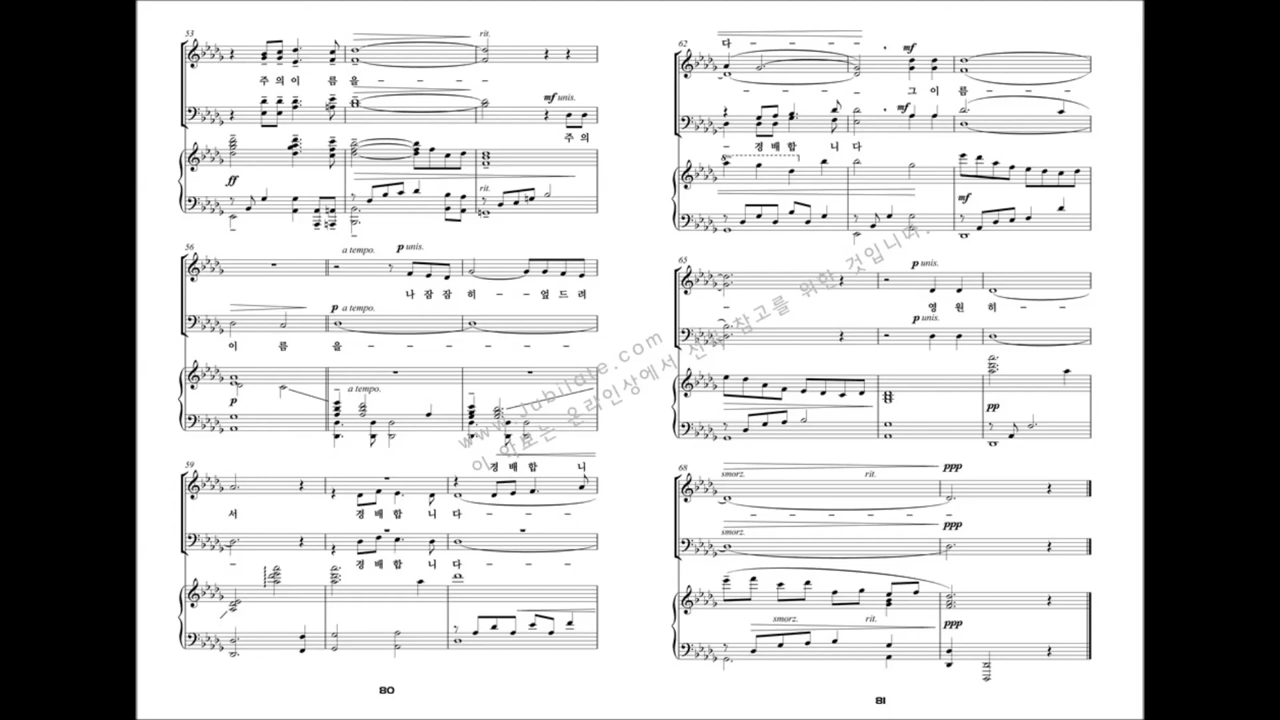 53
rit.
주 의 이 름 을 - - - - -
mf unis.
주 의
ff
rit.
56
a tempo.
p unis.
나 잠 잠 히 - - 엎 드 려
p a tempo.
이 름 을 - - - - -
a tempo.
p
59
경 배 합 니
서 경 배 합 니 다 - - -
- 경 배 합 니 다 - - -
80
62
다 - - - -
mf
- - - - - 그 이 름 - - -
mf
- 경 배 합 니 다
8va
mf
65
p unis.
- 영 원 히 - -
p unis.
pp
68
smorz.
rit.
ppp
smorz.
ppp
smorz.
rit.
ppp
81
www.jubilate.com
이 악보는 온라인상에서 선곡 참고를 위한 것입니다.